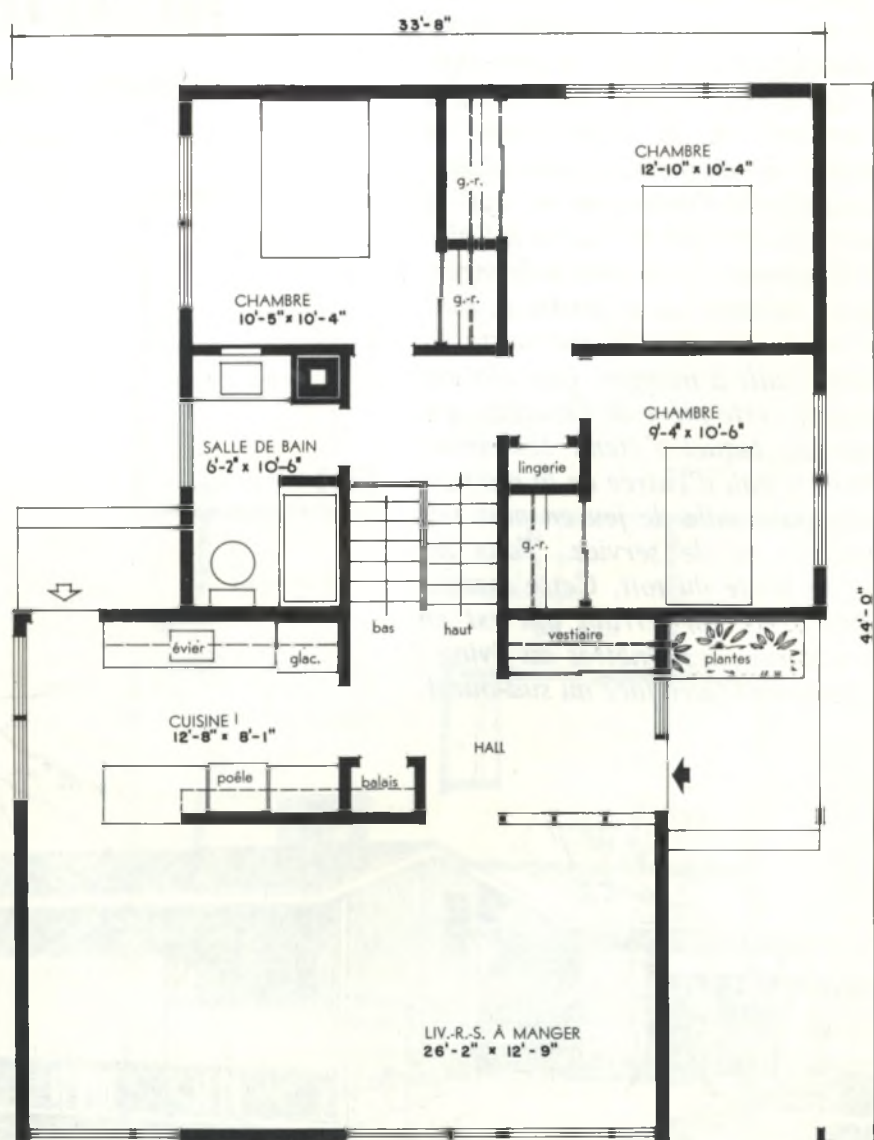 33'-8"
CHAMBRE
12'-10" x 10'-4"
g.-r.
g.-r.
CHAMBRE
10'-5" x 10'-4"
CHAMBRE
9'-4" x 10'-6"
SALLE DE BAIN
6'-2" x 10'-6"
lingerie
g.-r.
44'-0"
bas
haut
vestiaire
plantes
évier
glac.
CUISINE
12'-8" x 8'-1"
HALL
poêle
balais
LIV.-R.-S. À MANGER
26'-2" x 12'-9"